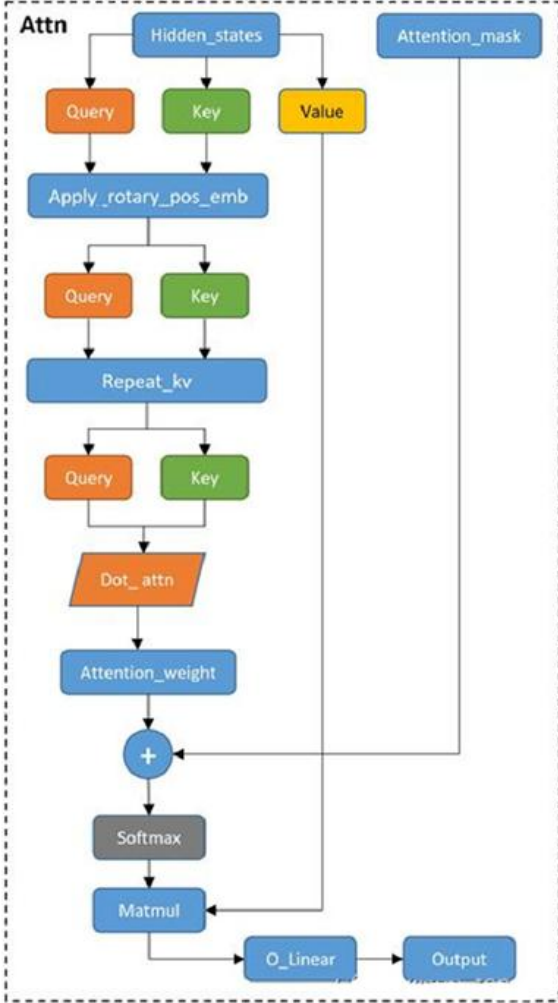 Attn
Hidden_states
Attention_mask
Query
Key
Value
Apply_rotary_pos_emb
Query
Key
Repeat_kv
Query
Key
Dot_ attn
Attention_weight
+
Softmax
Matmul
O_Linear
Output